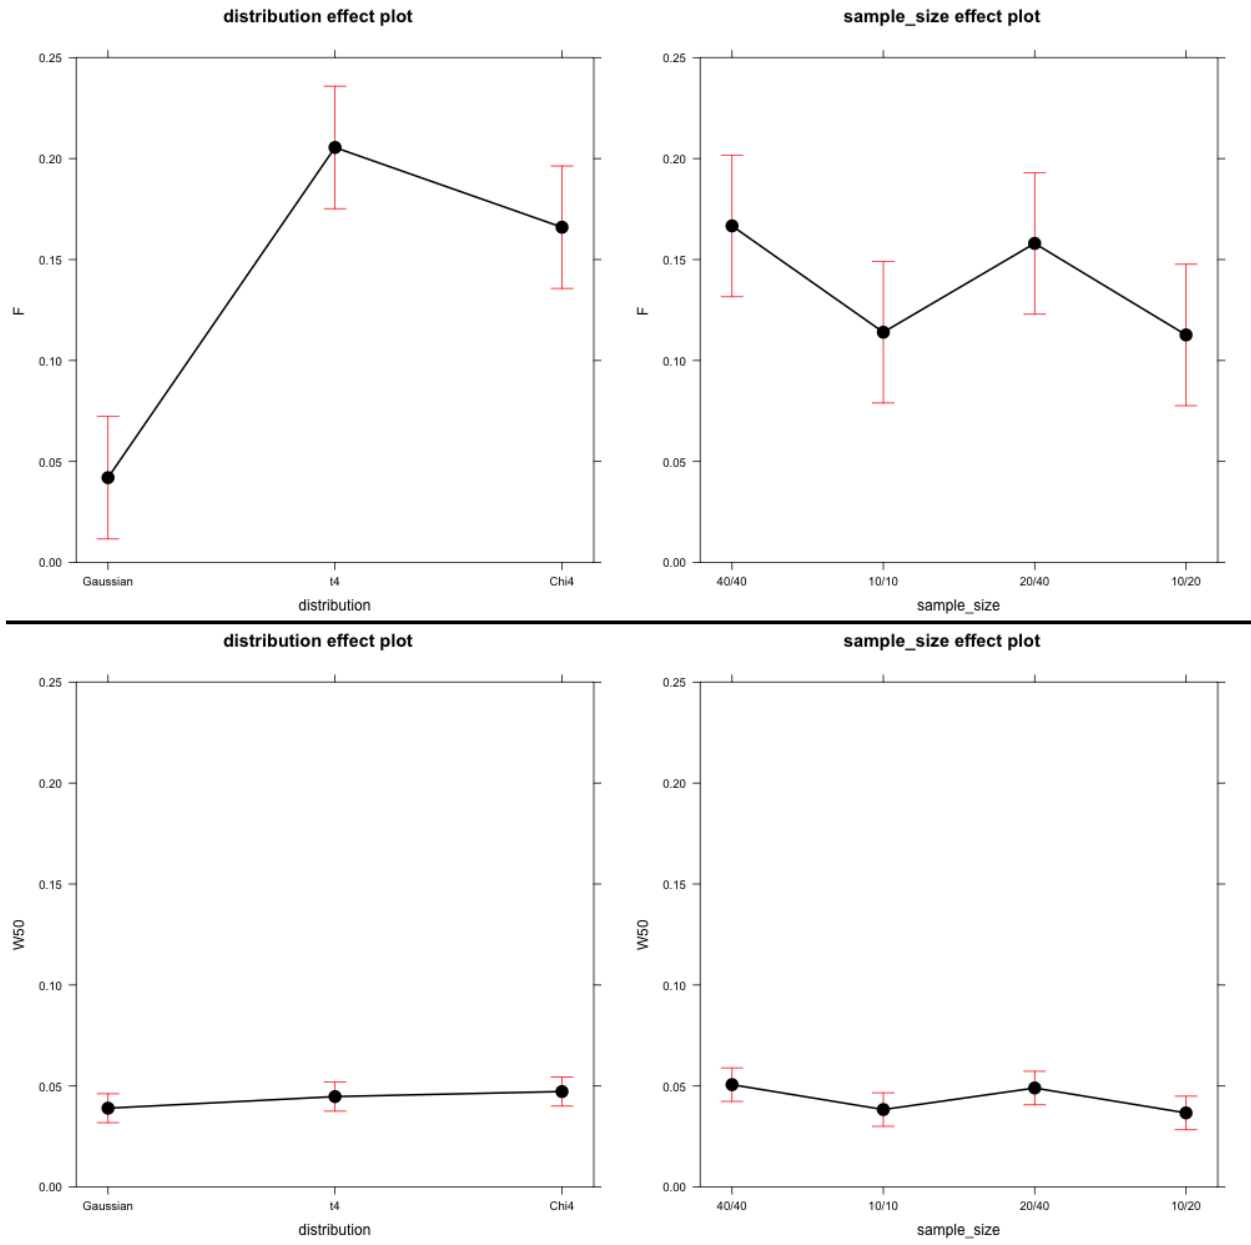 distribution effect plot
sample_size effect plot
0.25
0.20
0.15
0.10
0.05
0.00
F
Gaussian t4 Chi4
distribution
0.25
0.20
0.15
0.10
0.05
0.00
F
40/40 10/10 20/40 10/20
sample_size
distribution effect plot
sample_size effect plot
0.25
0.20
0.15
0.10
0.05
0.00
W50
Gaussian t4 Chi4
distribution
0.25
0.20
0.15
0.10
0.05
0.00
W50
40/40 10/10 20/40 10/20
sample_size